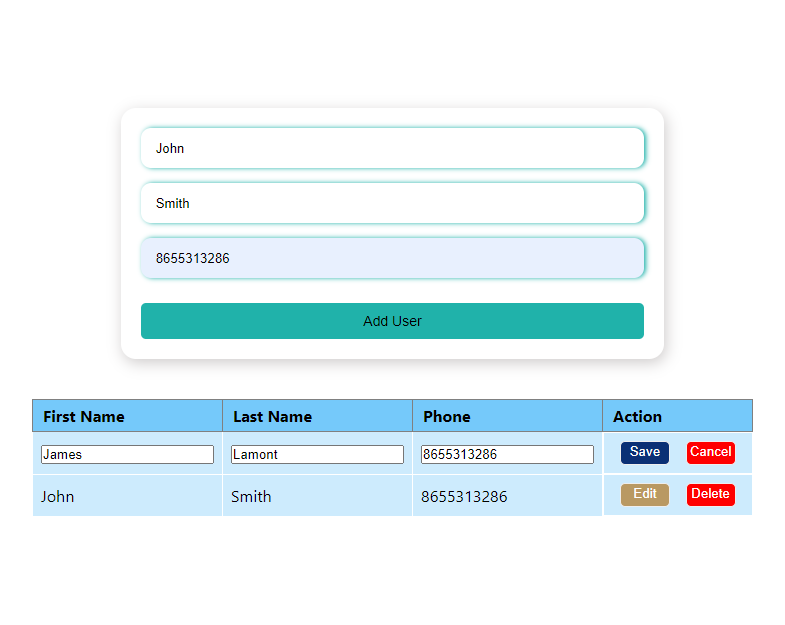 John
Smith
8655313286
Add User
First Name Last Name Phone Action
James Lamont 8655313286 Save Cancel
John Smith 8655313286 Edit Delete